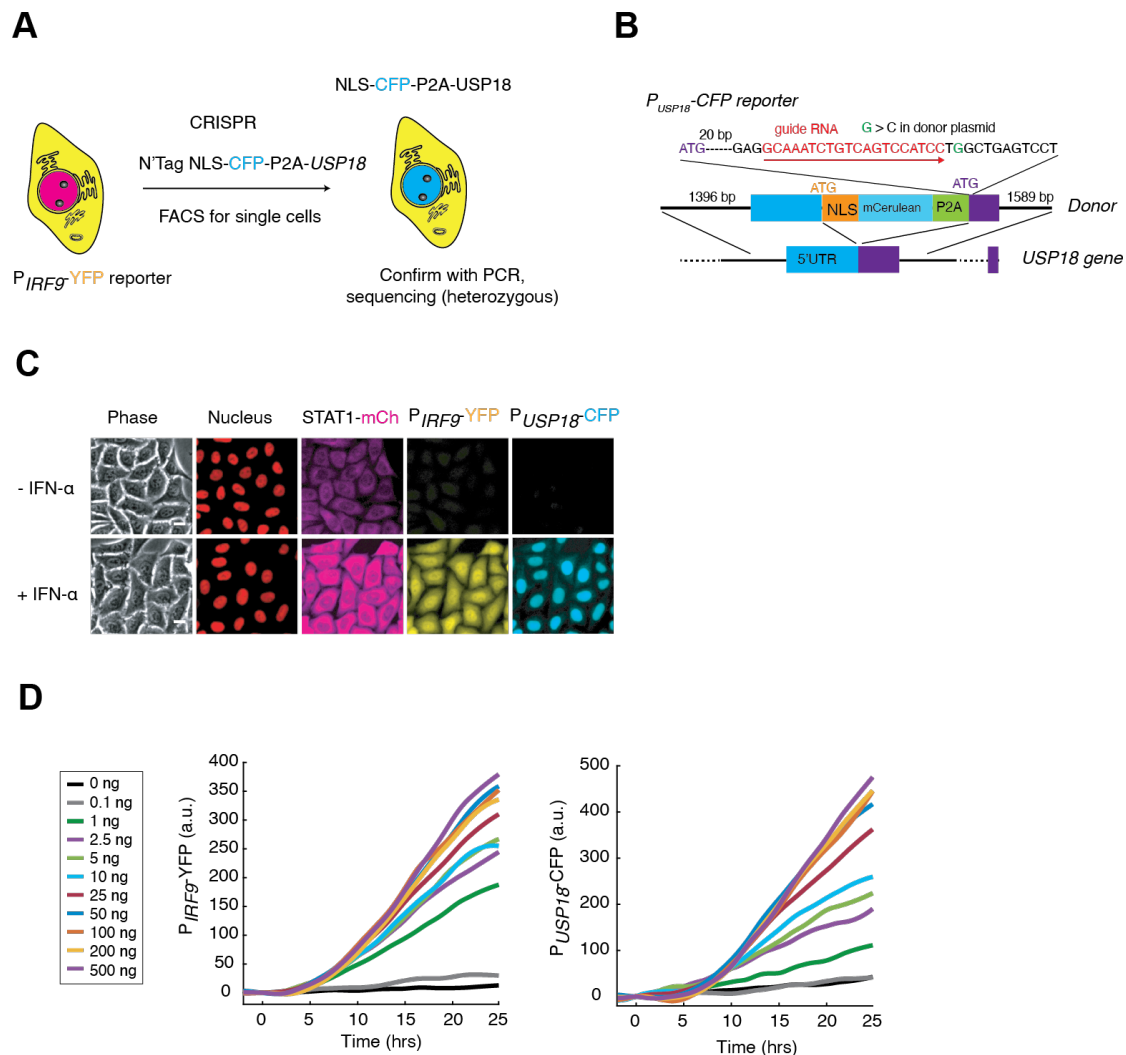 A
NLS-CFP-P2A-USP18
CRISPR
N'Tag NLS-CFP-P2A-USP18
FACS for single cells
PIRF9-YFP reporter
Confirm with PCR,
sequencing (heterozygous)
B
PUSP18-CFP reporter
guide RNA
G > C in donor plasmid
20 bp
ATG------GAGGCAAATCTGTCAGTCCATCCTGGCTGAGTCCT
ATG
ATG
1396 bp
1589 bp
NLS
mCerulean
P2A
Donor
5'UTR
USP18 gene
C
Phase
Nucleus
STAT1-mCh
PIRF9-YFP
PUSP18-CFP
- IFN-α
+ IFN-α
D
0 ng
0.1 ng
1 ng
2.5 ng
5 ng
10 ng
25 ng
50 ng
100 ng
200 ng
500 ng
PIRF9-YFP (a.u.)
400
350
300
250
200
150
100
50
0
0
5
10
15
20
25
Time (hrs)
PUSP18-CFP (a.u.)
500
400
300
200
100
0
0
5
10
15
20
25
Time (hrs)